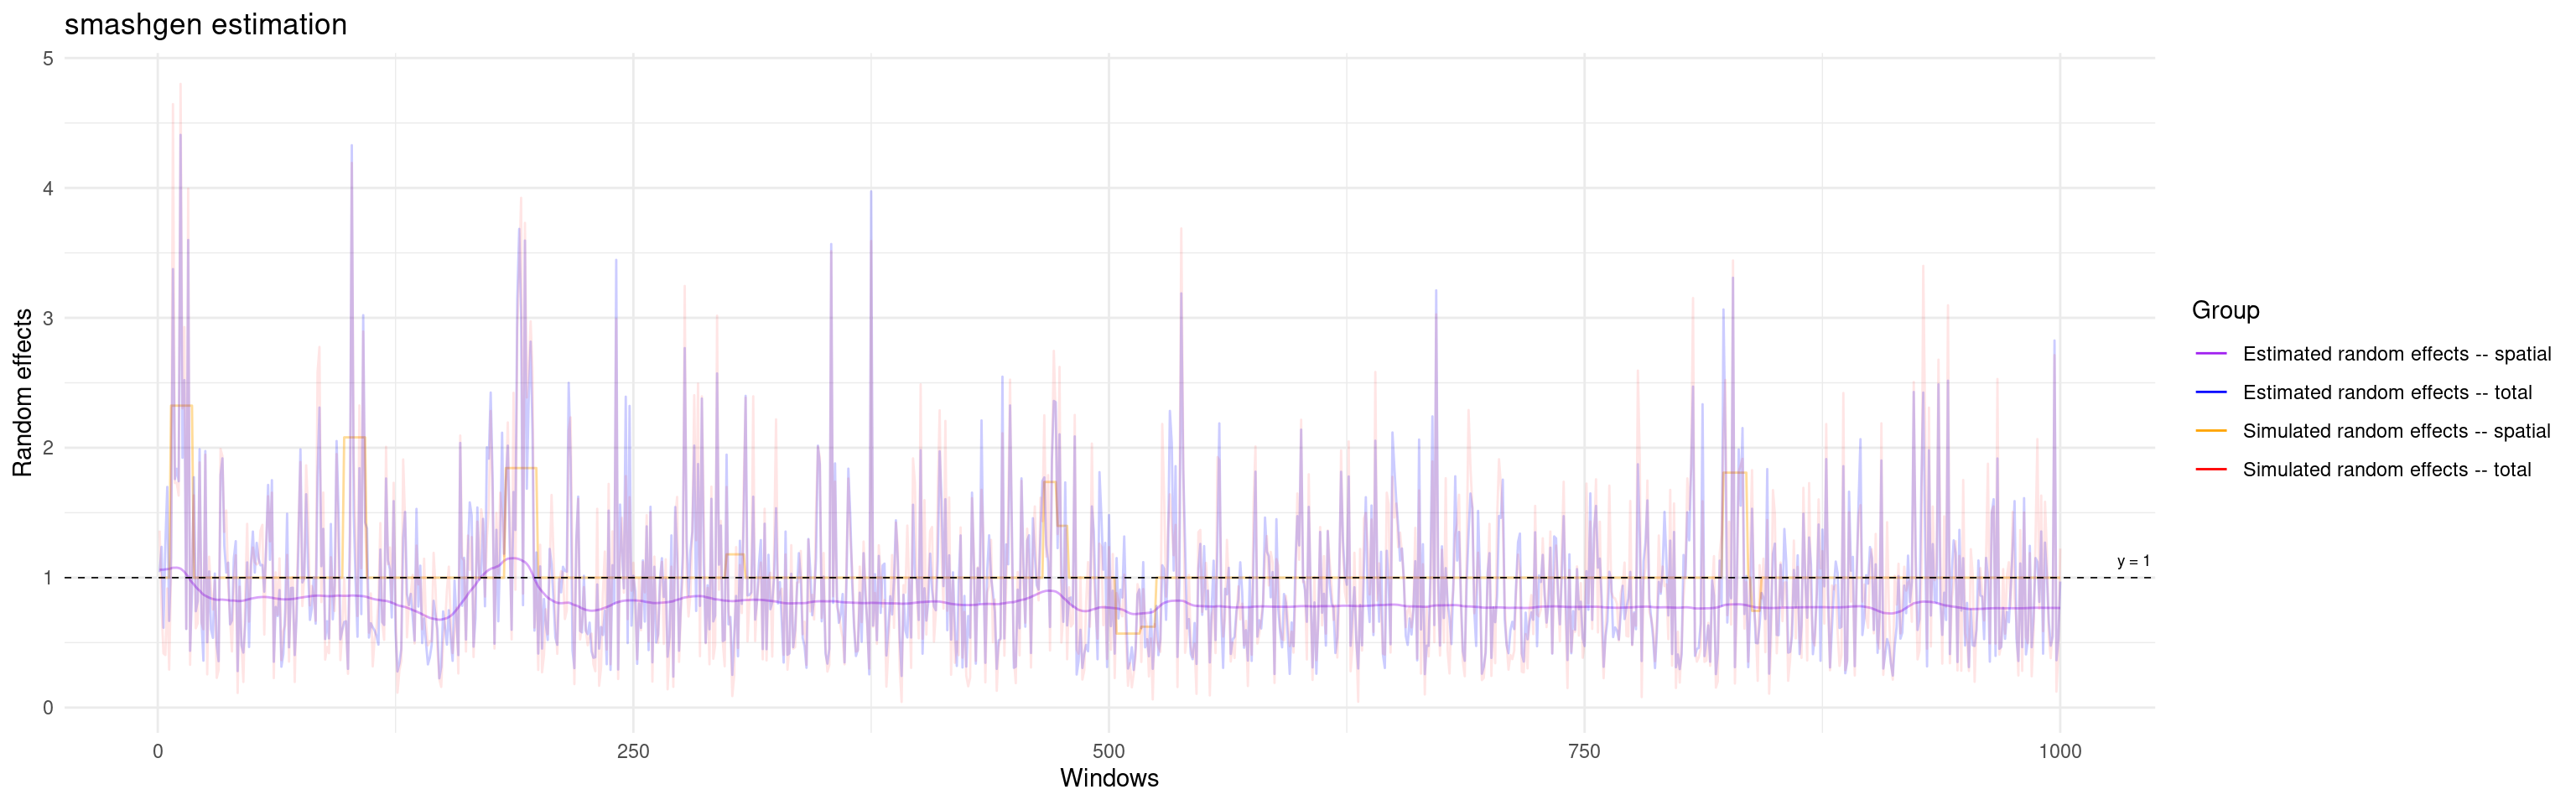 smashgen estimation
Random effects
5
4
3
2
1
0
y = 1
0 250 500 750 1000
Windows
Group
Estimated random effects -- spatial
Estimated random effects -- total
Simulated random effects -- spatial
Simulated random effects -- total